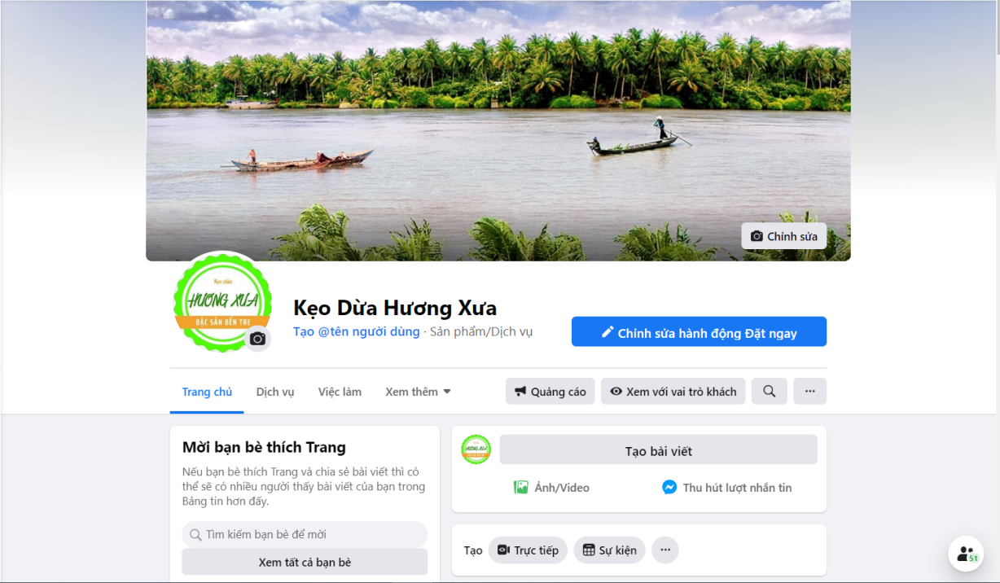 Chỉnh sửa
Kẹo dừa
HƯƠNG XƯA
ĐẶC SẢN BẾN TRE
Kẹo Dừa Hương Xưa
Tạo @tên người dùng · Sản phẩm/Dịch vụ
Chỉnh sửa hành động Đặt ngay
Trang chủ
Dịch vụ
Việc làm
Xem thêm
Quảng cáo
Xem với vai trò khách
Mời bạn bè thích Trang
Nếu bạn bè thích Trang và chia sẻ bài viết thì có
thể sẽ có nhiều người thấy bài viết của bạn trong
Bảng tin hơn đấy.
Tìm kiếm bạn bè để mời
Xem tất cả bạn bè
HƯƠNG XƯA
Tạo bài viết
Ảnh/Video
Thu hút lượt nhắn tin
Tạo
Trực tiếp
Sự kiện
51